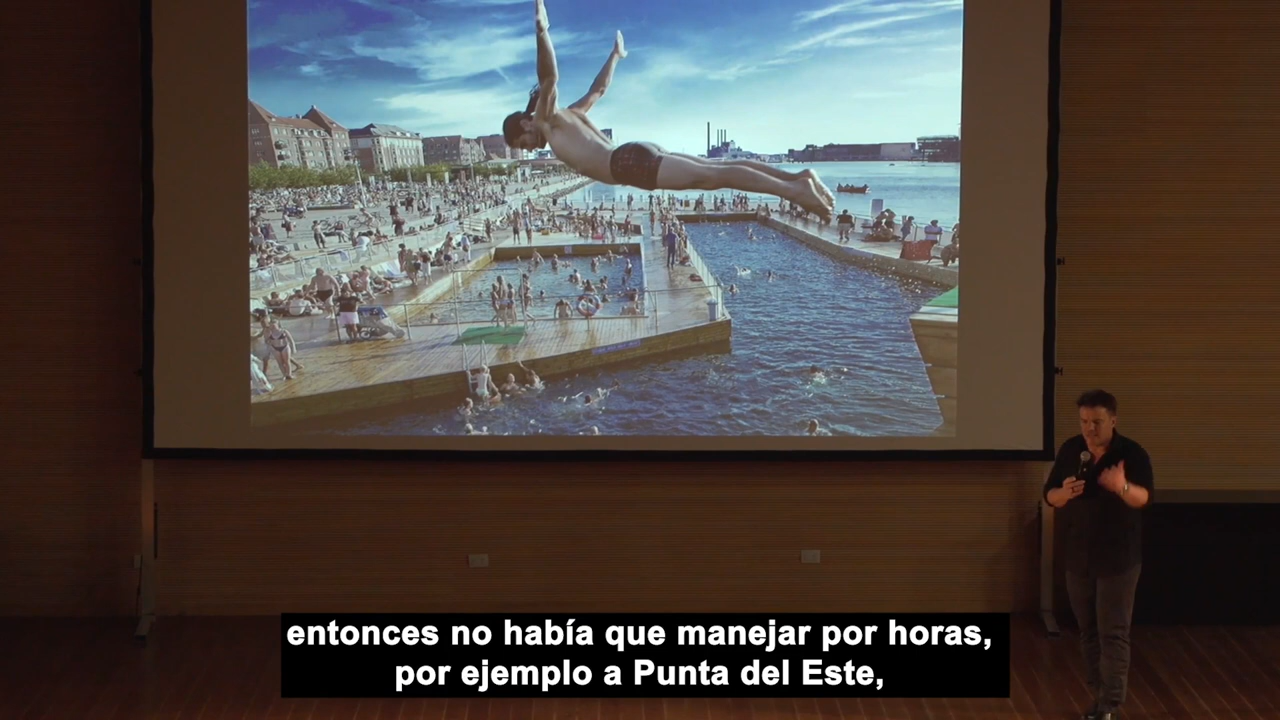 entonces no había que manejar por horas,
por ejemplo a Punta del Este,